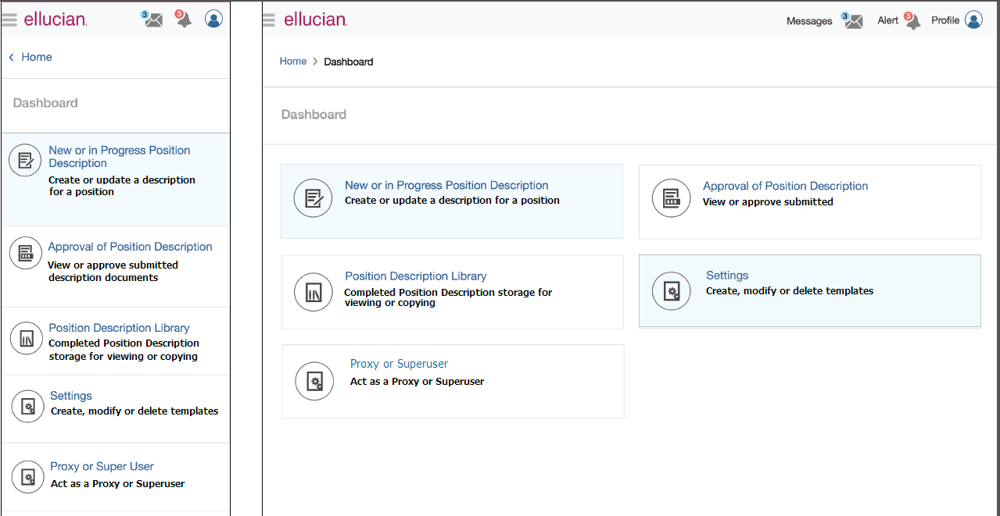 ellucian.
3
3
Home
Dashboard
New or in Progress Position
Description
Create or update a description
for a position
Approval of Position Description
View or approve submitted
description documents
Position Description Library
Completed Position Description
storage for viewing or copying
Settings
Create, modify or delete templates
Proxy or Super User
Act as a Proxy or Superuser
ellucian.
Messages 3 Alert 3 Profile
Home > Dashboard
Dashboard
New or in Progress Position Description
Create or update a description for a position
Approval of Position Description
View or approve submitted
Position Description Library
Completed Position Description storage for
viewing or copying
Settings
Create, modify or delete templates
Proxy or Superuser
Act as a Proxy or Superuser